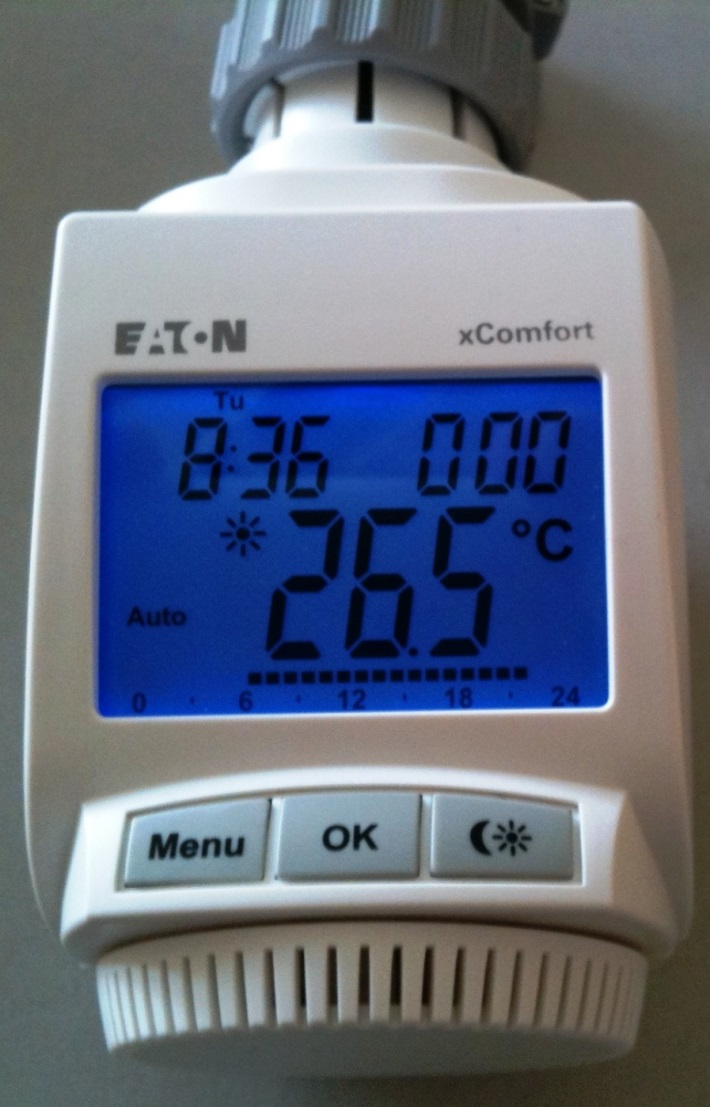 EATON xComfort
Tu
8:36 000
26.5 °C
Auto
0 6 12 18 24
Menu OK